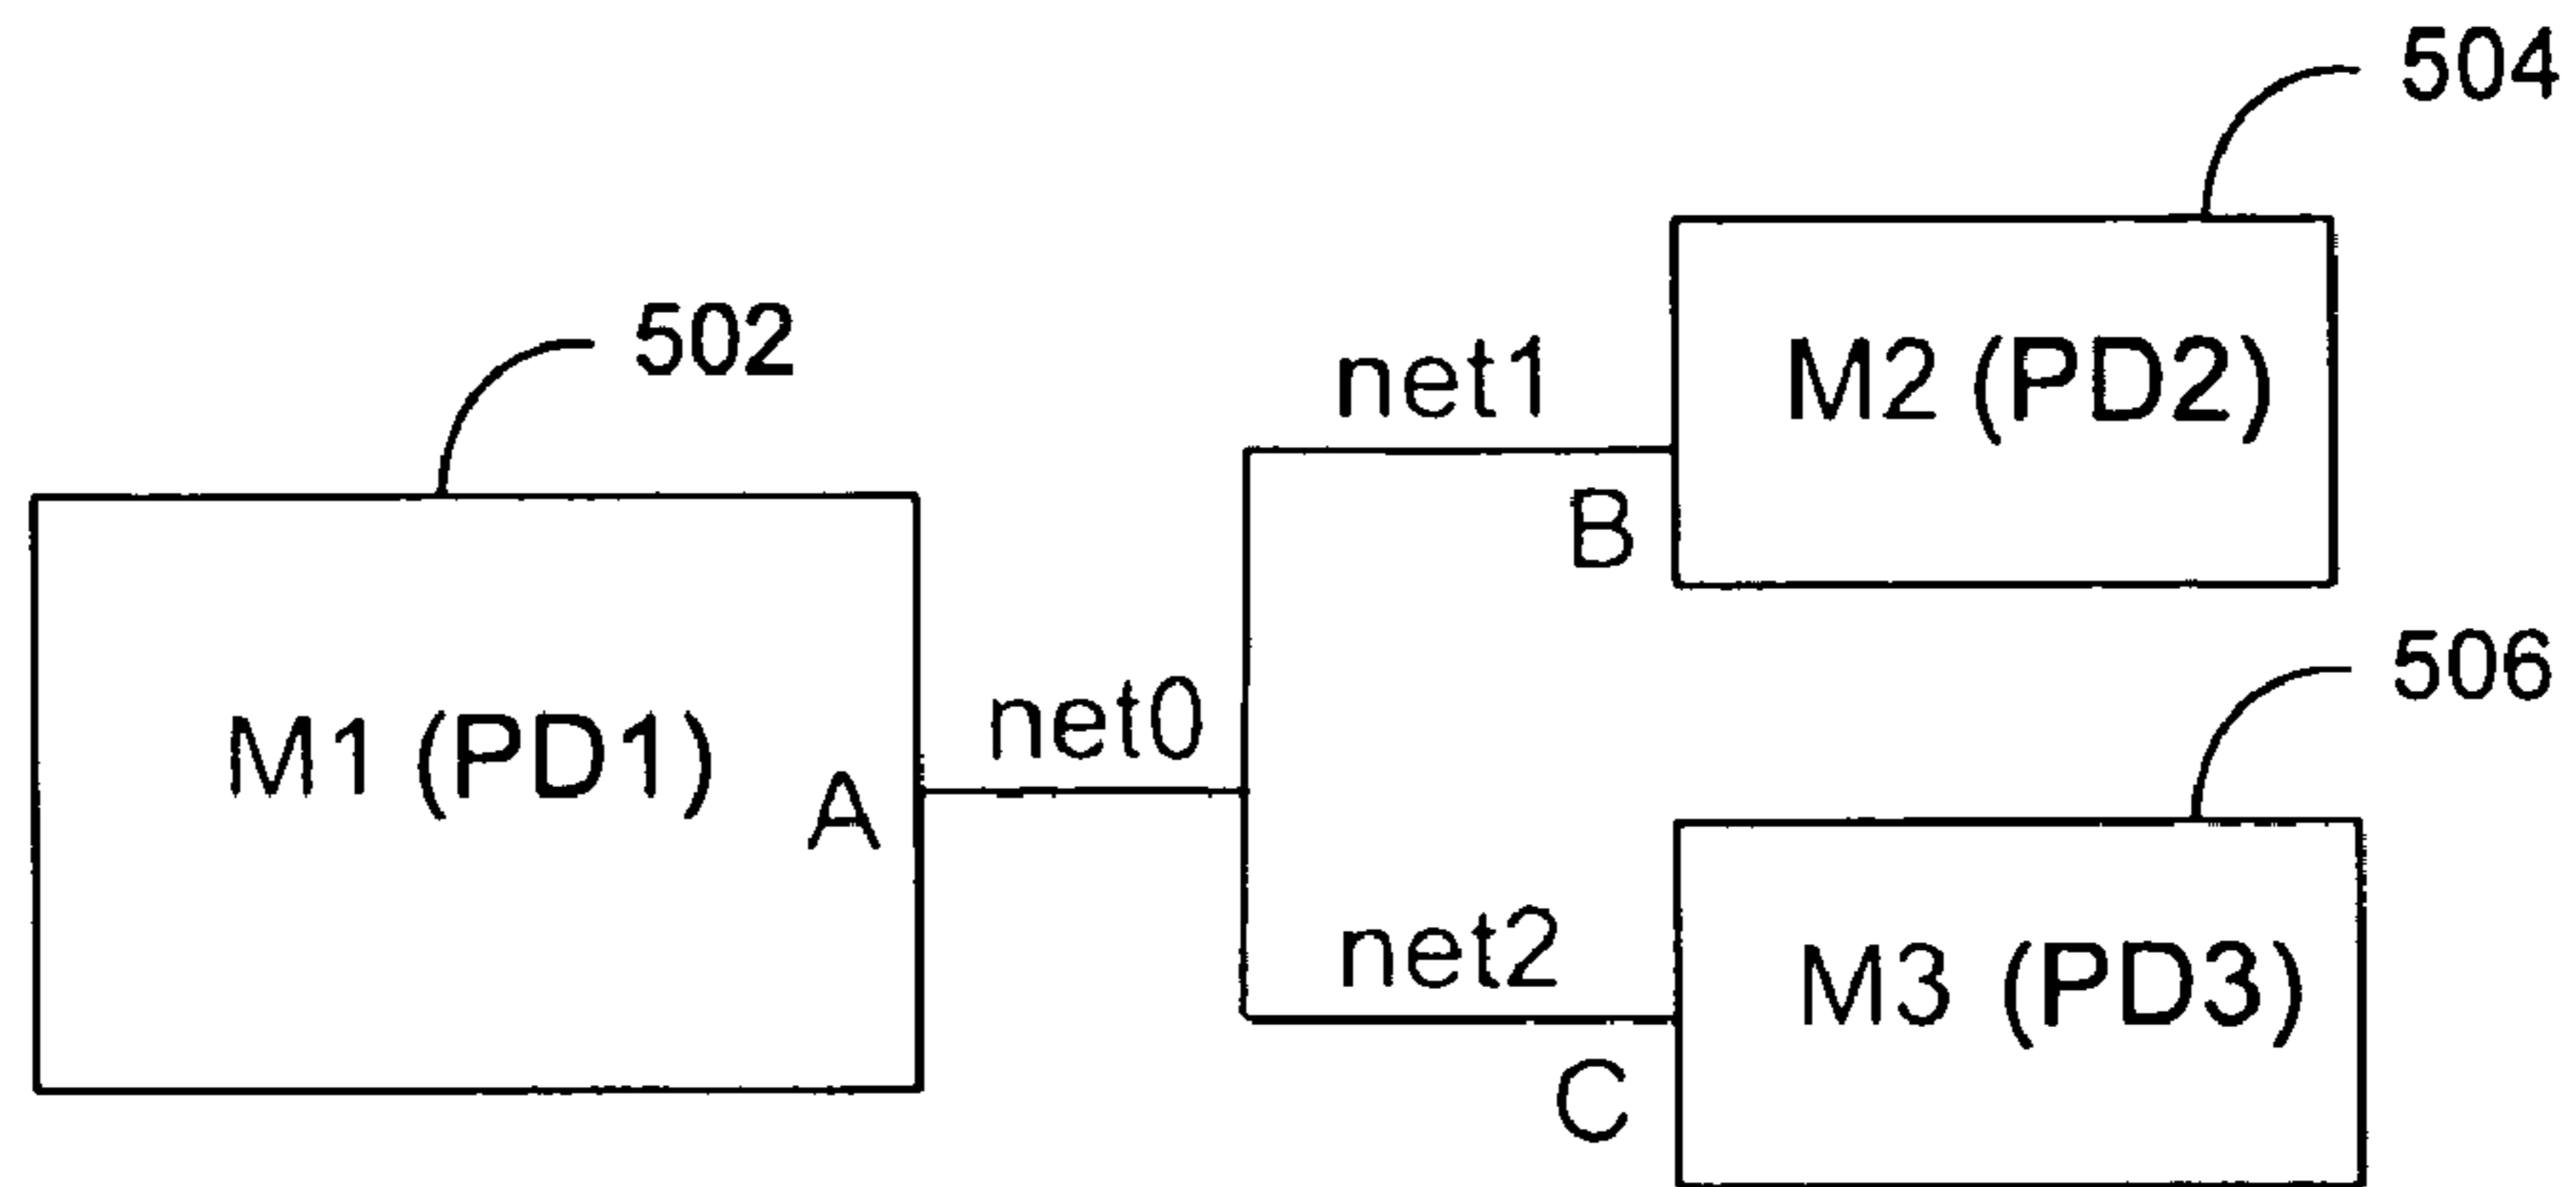 504
502
net1
M2 (PD2)
B
506
net0
M1 (PD1)
A
net2
M3 (PD3)
C